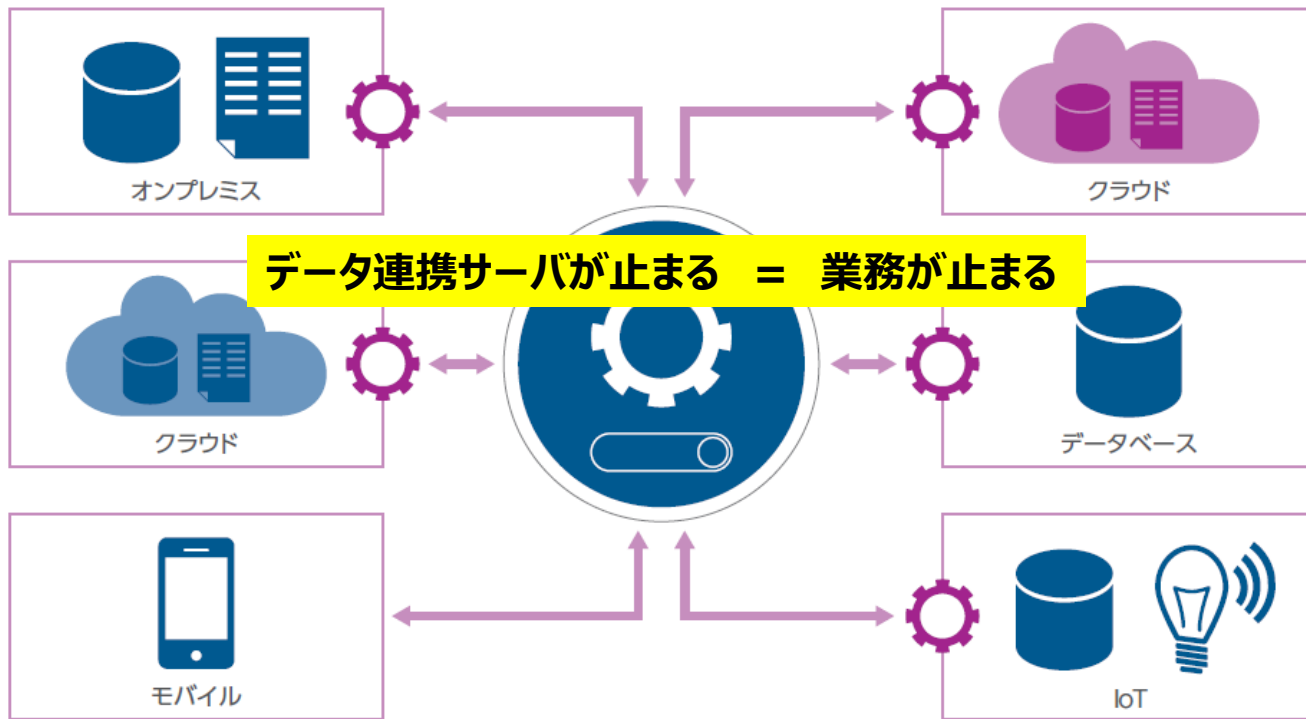 オンプレミス
クラウド
データ連携サーバが止まる = 業務が止まる
クラウド
データベース
モバイル
IoT